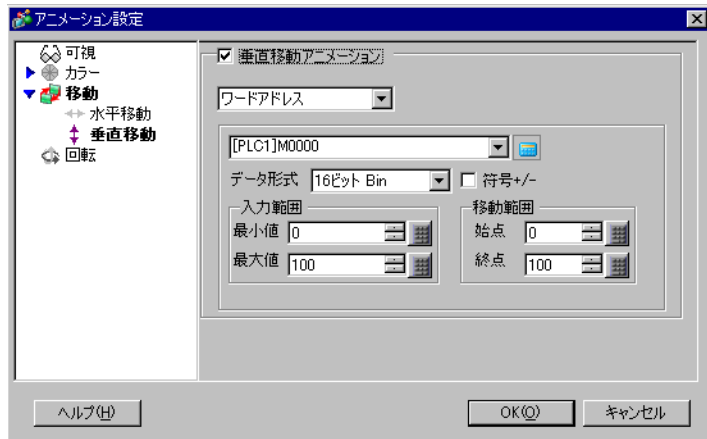 アニメーション設定
可視
カラー
移動
水平移動
垂直移動
回転
垂直移動アニメーション
ワードアドレス
[PLC1]M0000
データ形式 16ビット Bin 符号+/-
入力範囲 移動範囲
最小値 0 始点 0
最大値 100 終点 100
ヘルプ(H) OK(O) キャンセル